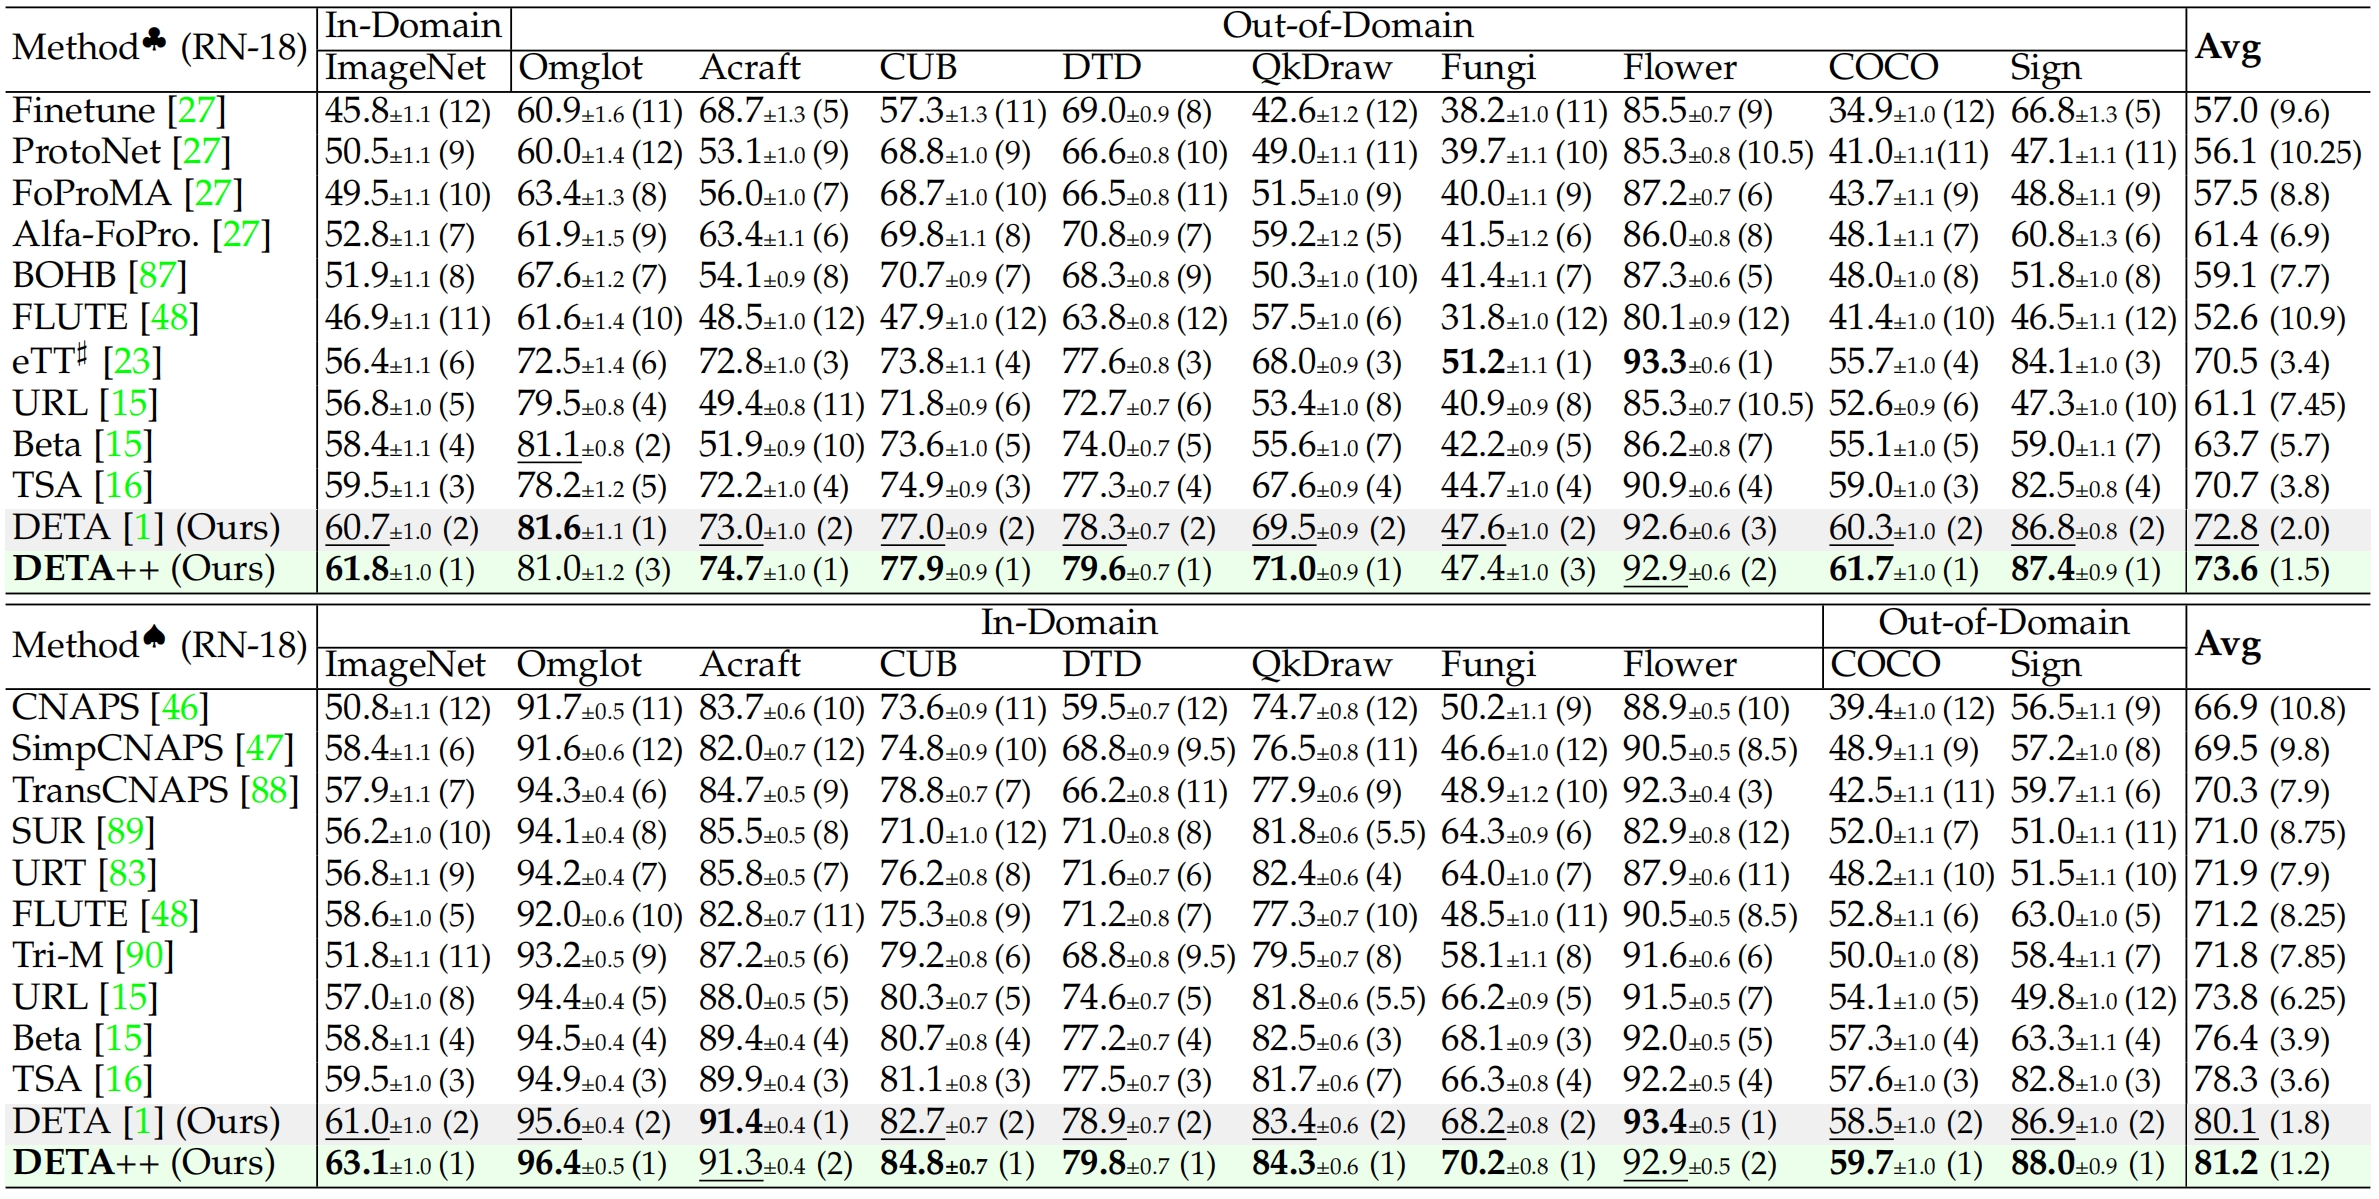 Method♣ (RN-18) In-Domain Out-of-Domain Avg
ImageNet Omglot Acraft CUB DTD QkDraw Fungi Flower COCO Sign
Finetune [27] 45.8±1.1 (12) 60.9±1.6 (11) 68.7±1.3 (5) 57.3±1.3 (11) 69.0±0.9 (8) 42.6±1.2 (12) 38.2±1.0 (11) 85.5±0.7 (9) 34.9±1.0 (12) 66.8±1.3 (5) 57.0 (9.6)
ProtoNet [27] 50.5±1.1 (9) 60.0±1.4 (12) 53.1±1.0 (9) 68.8±1.0 (9) 66.6±0.8 (10) 49.0±1.1 (11) 39.7±1.1 (10) 85.3±0.8 (10.5) 41.0±1.1(11) 47.1±1.1 (11) 56.1 (10.25)
FoProMA [27] 49.5±1.1 (10) 63.4±1.3 (8) 56.0±1.0 (7) 68.7±1.0 (10) 66.5±0.8 (11) 51.5±1.0 (9) 40.0±1.1 (9) 87.2±0.7 (6) 43.7±1.1 (9) 48.8±1.1 (9) 57.5 (8.8)
Alfa-FoPro. [27] 52.8±1.1 (7) 61.9±1.5 (9) 63.4±1.1 (6) 69.8±1.1 (8) 70.8±0.9 (7) 59.2±1.2 (5) 41.5±1.2 (6) 86.0±0.8 (8) 48.1±1.1 (7) 60.8±1.3 (6) 61.4 (6.9)
BOHB [87] 51.9±1.1 (8) 67.6±1.2 (7) 54.1±0.9 (8) 70.7±0.9 (7) 68.3±0.8 (9) 50.3±1.0 (10) 41.4±1.1 (7) 87.3±0.6 (5) 48.0±1.0 (8) 51.8±1.0 (8) 59.1 (7.7)
FLUTE [48] 46.9±1.1 (11) 61.6±1.4 (10) 48.5±1.0 (12) 47.9±1.0 (12) 63.8±0.8 (12) 57.5±1.0 (6) 31.8±1.0 (12) 80.1±0.9 (12) 41.4±1.0 (10) 46.5±1.1 (12) 52.6 (10.9)
eTT♯ [23] 56.4±1.1 (6) 72.5±1.4 (6) 72.8±1.0 (3) 73.8±1.1 (4) 77.6±0.8 (3) 68.0±0.9 (3) 51.2±1.1 (1) 93.3±0.6 (1) 55.7±1.0 (4) 84.1±1.0 (3) 70.5 (3.4)
URL [15] 56.8±1.0 (5) 79.5±0.8 (4) 49.4±0.8 (11) 71.8±0.9 (6) 72.7±0.7 (6) 53.4±1.0 (8) 40.9±0.9 (8) 85.3±0.7 (10.5) 52.6±0.9 (6) 47.3±1.0 (10) 61.1 (7.45)
Beta [15] 58.4±1.1 (4) 81.1±0.8 (2) 51.9±0.9 (10) 73.6±1.0 (5) 74.0±0.7 (5) 55.6±1.0 (7) 42.2±0.9 (5) 86.2±0.8 (7) 55.1±1.0 (5) 59.0±1.1 (7) 63.7 (5.7)
TSA [16] 59.5±1.1 (3) 78.2±1.2 (5) 72.2±1.0 (4) 74.9±0.9 (3) 77.3±0.7 (4) 67.6±0.9 (4) 44.7±1.0 (4) 90.9±0.6 (4) 59.0±1.0 (3) 82.5±0.8 (4) 70.7 (3.8)
DETA [1] (Ours) 60.7±1.0 (2) 81.6±1.1 (1) 73.0±1.0 (2) 77.0±0.9 (2) 78.3±0.7 (2) 69.5±0.9 (2) 47.6±1.0 (2) 92.6±0.6 (3) 60.3±1.0 (2) 86.8±0.8 (2) 72.8 (2.0)
DETA++ (Ours) 61.8±1.0 (1) 81.0±1.2 (3) 74.7±1.0 (1) 77.9±0.9 (1) 79.6±0.7 (1) 71.0±0.9 (1) 47.4±1.0 (3) 92.9±0.6 (2) 61.7±1.0 (1) 87.4±0.9 (1) 73.6 (1.5)
Method♠ (RN-18) In-Domain Out-of-Domain Avg
ImageNet Omglot Acraft CUB DTD QkDraw Fungi Flower COCO Sign
CNAPS [46] 50.8±1.1 (12) 91.7±0.5 (11) 83.7±0.6 (10) 73.6±0.9 (11) 59.5±0.7 (12) 74.7±0.8 (12) 50.2±1.1 (9) 88.9±0.5 (10) 39.4±1.0 (12) 56.5±1.1 (9) 66.9 (10.8)
SimpCNAPS [47] 58.4±1.1 (6) 91.6±0.6 (12) 82.0±0.7 (12) 74.8±0.9 (10) 68.8±0.9 (9.5) 76.5±0.8 (11) 46.6±1.0 (12) 90.5±0.5 (8.5) 48.9±1.1 (9) 57.2±1.0 (8) 69.5 (9.8)
TransCNAPS [88] 57.9±1.1 (7) 94.3±0.4 (6) 84.7±0.5 (9) 78.8±0.7 (7) 66.2±0.8 (11) 77.9±0.6 (9) 48.9±1.2 (10) 92.3±0.4 (3) 42.5±1.1 (11) 59.7±1.1 (6) 70.3 (7.9)
SUR [89] 56.2±1.0 (10) 94.1±0.4 (8) 85.5±0.5 (8) 71.0±1.0 (12) 71.0±0.8 (8) 81.8±0.6 (5.5) 64.3±0.9 (6) 82.9±0.8 (12) 52.0±1.1 (7) 51.0±1.1 (11) 71.0 (8.75)
URT [83] 56.8±1.1 (9) 94.2±0.4 (7) 85.8±0.5 (7) 76.2±0.8 (8) 71.6±0.7 (6) 82.4±0.6 (4) 64.0±1.0 (7) 87.9±0.6 (11) 48.2±1.1 (10) 51.5±1.1 (10) 71.9 (7.9)
FLUTE [48] 58.6±1.0 (5) 92.0±0.6 (10) 82.8±0.7 (11) 75.3±0.8 (9) 71.2±0.8 (7) 77.3±0.7 (10) 48.5±1.0 (11) 90.5±0.5 (8.5) 52.8±1.1 (6) 63.0±1.0 (5) 71.2 (8.25)
Tri-M [90] 51.8±1.1 (11) 93.2±0.5 (9) 87.2±0.5 (6) 79.2±0.8 (6) 68.8±0.8 (9.5) 79.5±0.7 (8) 58.1±1.1 (8) 91.6±0.6 (6) 50.0±1.0 (8) 58.4±1.1 (7) 71.8 (7.85)
URL [15] 57.0±1.0 (8) 94.4±0.4 (5) 88.0±0.5 (5) 80.3±0.7 (5) 74.6±0.7 (5) 81.8±0.6 (5.5) 66.2±0.9 (5) 91.5±0.5 (7) 54.1±1.0 (5) 49.8±1.0 (12) 73.8 (6.25)
Beta [15] 58.8±1.1 (4) 94.5±0.4 (4) 89.4±0.4 (4) 80.7±0.8 (4) 77.2±0.7 (4) 82.5±0.6 (3) 68.1±0.9 (3) 92.0±0.5 (5) 57.3±1.0 (4) 63.3±1.1 (4) 76.4 (3.9)
TSA [16] 59.5±1.0 (3) 94.9±0.4 (3) 89.9±0.4 (3) 81.1±0.8 (3) 77.5±0.7 (3) 81.7±0.6 (7) 66.3±0.8 (4) 92.2±0.5 (4) 57.6±1.0 (3) 82.8±1.0 (3) 78.3 (3.6)
DETA [1] (Ours) 61.0±1.0 (2) 95.6±0.4 (2) 91.4±0.4 (1) 82.7±0.7 (2) 78.9±0.7 (2) 83.4±0.6 (2) 68.2±0.8 (2) 93.4±0.5 (1) 58.5±1.0 (2) 86.9±1.0 (2) 80.1 (1.8)
DETA++ (Ours) 63.1±1.0 (1) 96.4±0.5 (1) 91.3±0.4 (2) 84.8±0.7 (1) 79.8±0.7 (1) 84.3±0.6 (1) 70.2±0.8 (1) 92.9±0.5 (2) 59.7±1.0 (1) 88.0±0.9 (1) 81.2 (1.2)